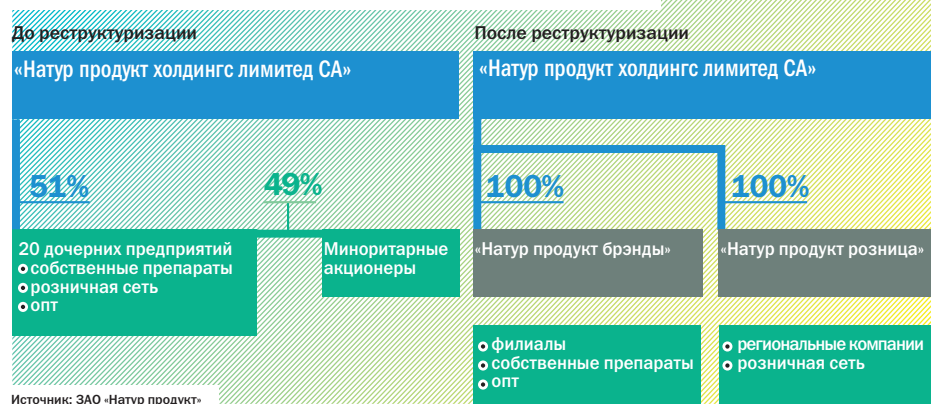 До реструктуризации
«Натур продукт холдингс лимитед СА»
51%
49%
20 дочерних предприятий
собственные препараты
розничная сеть
опт
Миноритарные
акционеры
После реструктуризации
«Натур продукт холдингс лимитед СА»
100%
100%
«Натур продукт брэнды»
«Натур продукт розница»
филиалы
собственные препараты
опт
региональные компании
розничная сеть
Источник: ЗАО «Натур продукт»